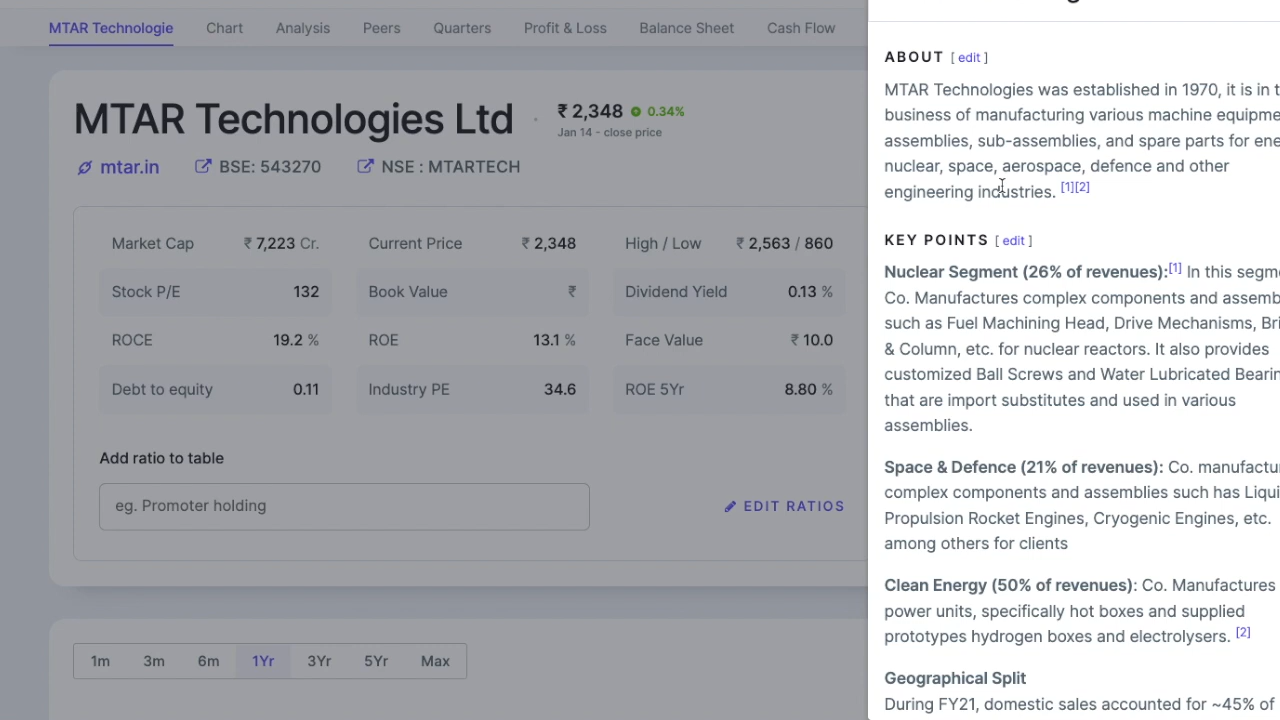 MTAR Technologie Chart Analysis Peers Quarters Profit & Loss Balance Sheet Cash Flow
MTAR Technologies Ltd
₹ 2,348 0.34%
Jan 14 - close price
mtar.in BSE: 543270 NSE : MTARTECH
Market Cap ₹ 7,223 Cr. Current Price ₹ 2,348 High / Low ₹ 2,563 / 860
Stock P/E 132 Book Value ₹ Dividend Yield 0.13 %
ROCE 19.2 % ROE 13.1 % Face Value ₹ 10.0
Debt to equity 0.11 Industry PE 34.6 ROE 5Yr 8.80 %
Add ratio to table
eg. Promoter holding EDIT RATIOS
1m 3m 6m 1Yr 3Yr 5Yr Max
ABOUT [ edit ]
MTAR Technologies was established in 1970, it is in t
business of manufacturing various machine equipme
assemblies, sub-assemblies, and spare parts for ene
nuclear, space, aerospace, defence and other
engineering industries. [1][2]
KEY POINTS [ edit ]
Nuclear Segment (26% of revenues):[1] In this segme
Co. Manufactures complex components and assemb
such as Fuel Machining Head, Drive Mechanisms, Bri
& Column, etc. for nuclear reactors. It also provides
customized Ball Screws and Water Lubricated Bearin
that are import substitutes and used in various
assemblies.
Space & Defence (21% of revenues): Co. manufactu
complex components and assemblies such has Liqui
Propulsion Rocket Engines, Cryogenic Engines, etc.
among others for clients
Clean Energy (50% of revenues): Co. Manufactures
power units, specifically hot boxes and supplied
prototypes hydrogen boxes and electrolysers. [2]
Geographical Split
During FY21, domestic sales accounted for ~45% of